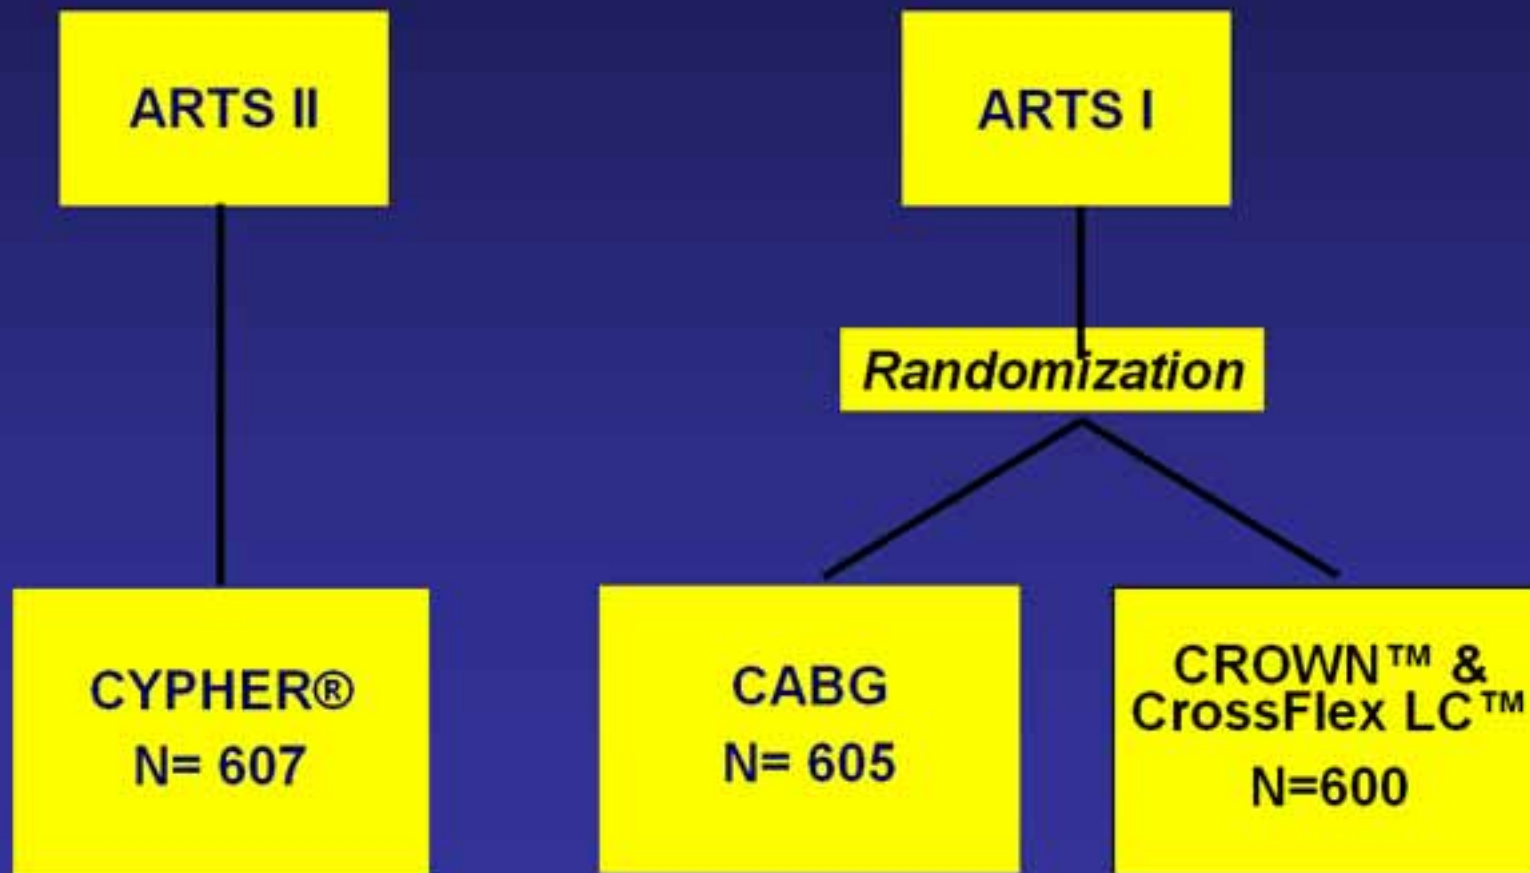 ARTS II
ARTS I
Randomization
CYPHER®
N= 607
CABG
N= 605
CROWN™ &
CrossFlex LC™
N=600